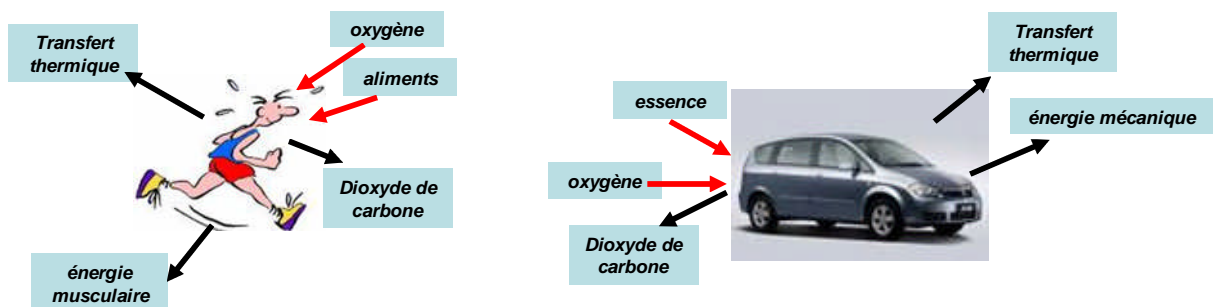 Transfert
thermique
oxygène
aliments
Dioxyde de
carbone
énergie
musculaire
Transfert
thermique
essence
énergie mécanique
oxygène
Dioxyde de
carbone